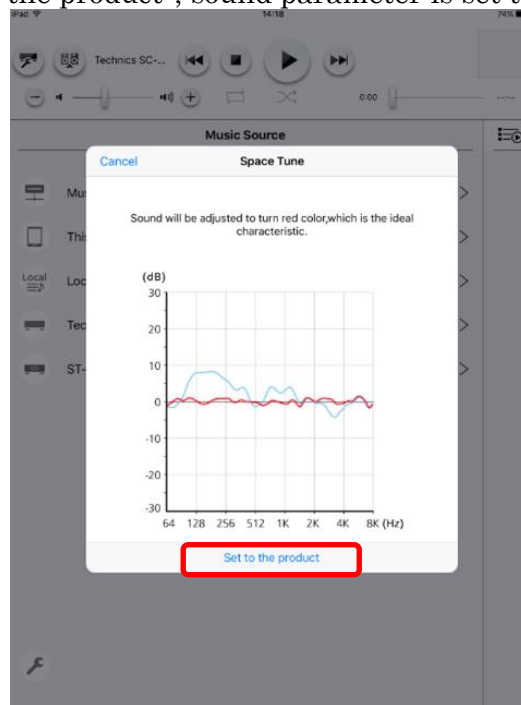 the product , sound parameter is set t
iPad 14:18 74%
Technics SC-...
0:00 --:--
Music Source
Cancel Space Tune
Mu
Sound will be adjusted to turn red color,which is the ideal
characteristic.
Thi
Local Loc
Tec
ST-
(dB)
30
20
10
0
-10
-20
-30
64 128 256 512 1K 2K 4K 8K (Hz)
Set to the product